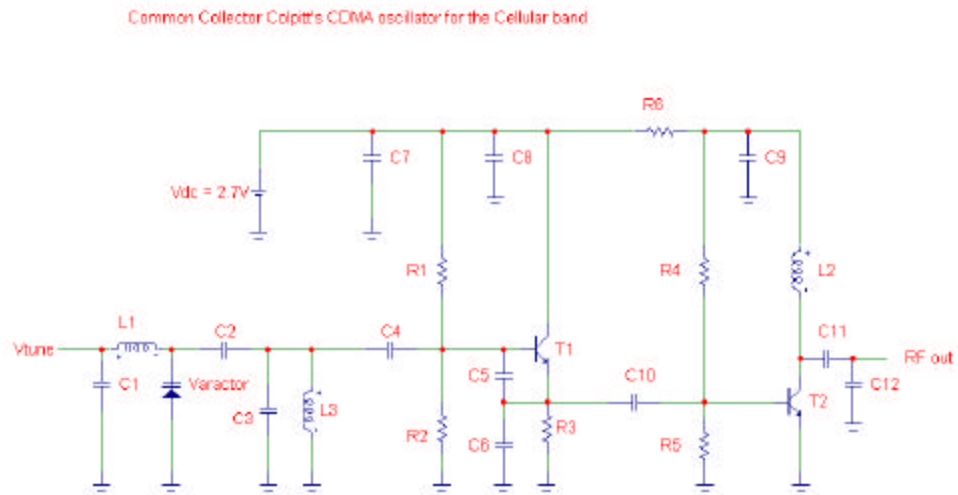 Common Collector Colpitt's CDMA oscillator for the Cellular band
R6
C7
C8
C9
Vdc = 2.7V
R1
R4
L2
L1
C2
C4
C11
Vtune
T1
RF out
C1
Varactor
C5
C10
C12
C3
L3
T2
R2
C6
R3
R5